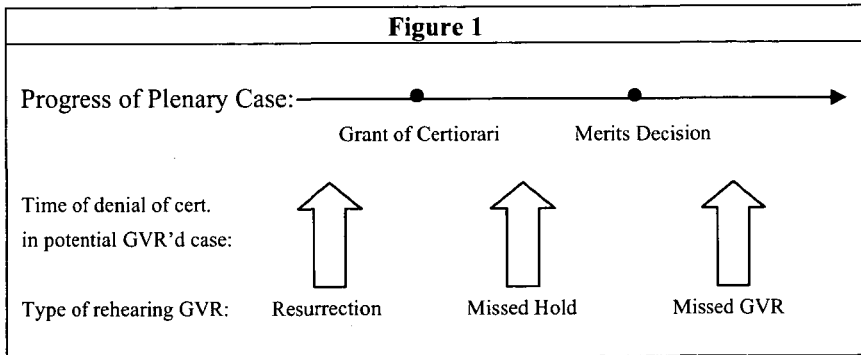 Figure 1
Progress of Plenary Case:
Grant of Certiorari Merits Decision
Time of denial of cert.
in potential GVR'd case:
Type of rehearing GVR: Resurrection Missed Hold Missed GVR